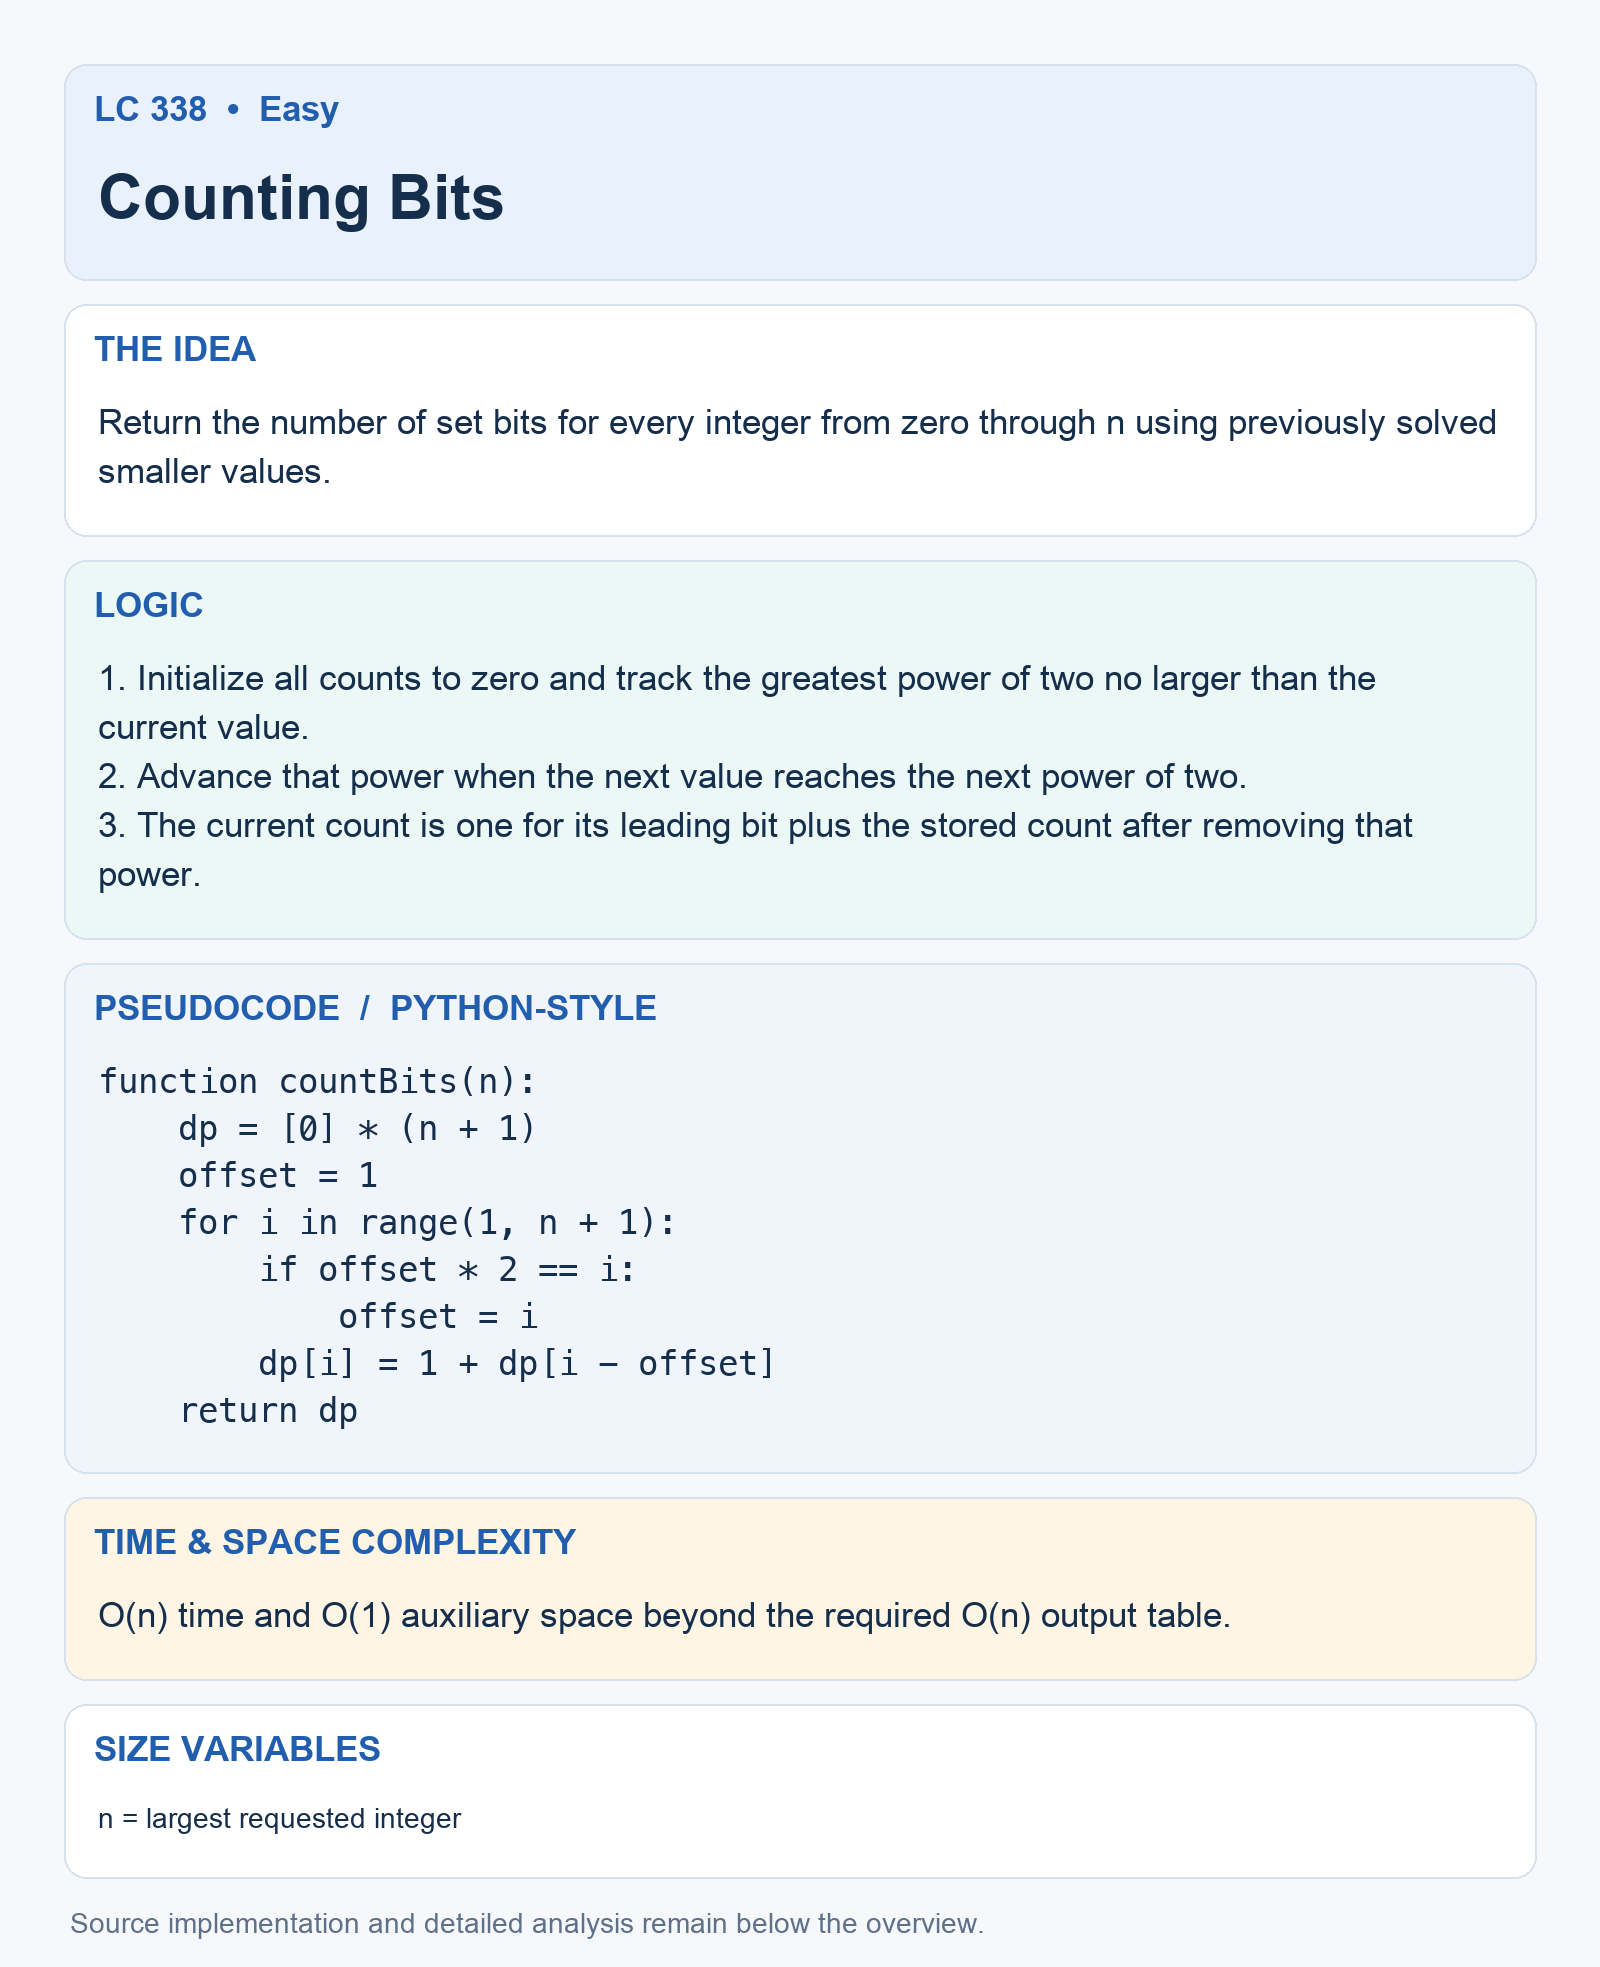 LC 338 • Easy
Counting Bits
THE IDEA
Return the number of set bits for every integer from zero through n using previously solved
smaller values.
LOGIC
1. Initialize all counts to zero and track the greatest power of two no larger than the
current value.
2. Advance that power when the next value reaches the next power of two.
3. The current count is one for its leading bit plus the stored count after removing that
power.
PSEUDOCODE / PYTHON-STYLE
function countBits(n):
    dp = [0] * (n + 1)
    offset = 1
    for i in range(1, n + 1):
        if offset * 2 == i:
            offset = i
        dp[i] = 1 + dp[i − offset]
    return dp
TIME & SPACE COMPLEXITY
O(n) time and O(1) auxiliary space beyond the required O(n) output table.
SIZE VARIABLES
n = largest requested integer
Source implementation and detailed analysis remain below the overview.